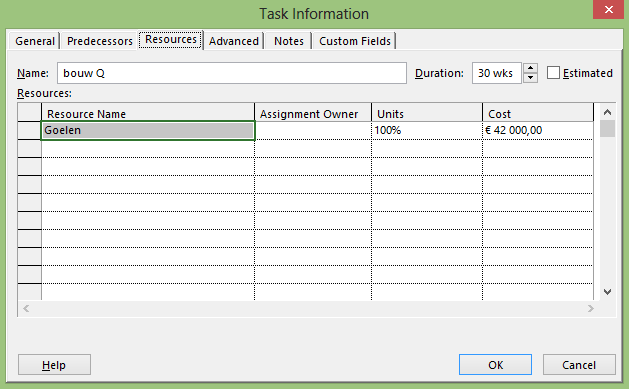 Task Information
General Predecessors Resources Advanced Notes Custom Fields
Name: bouw Q Duration: 30 wks Estimated
Resources:
Resource Name Assignment Owner Units Cost
Goelen 100% € 42 000,00
Help OK Cancel